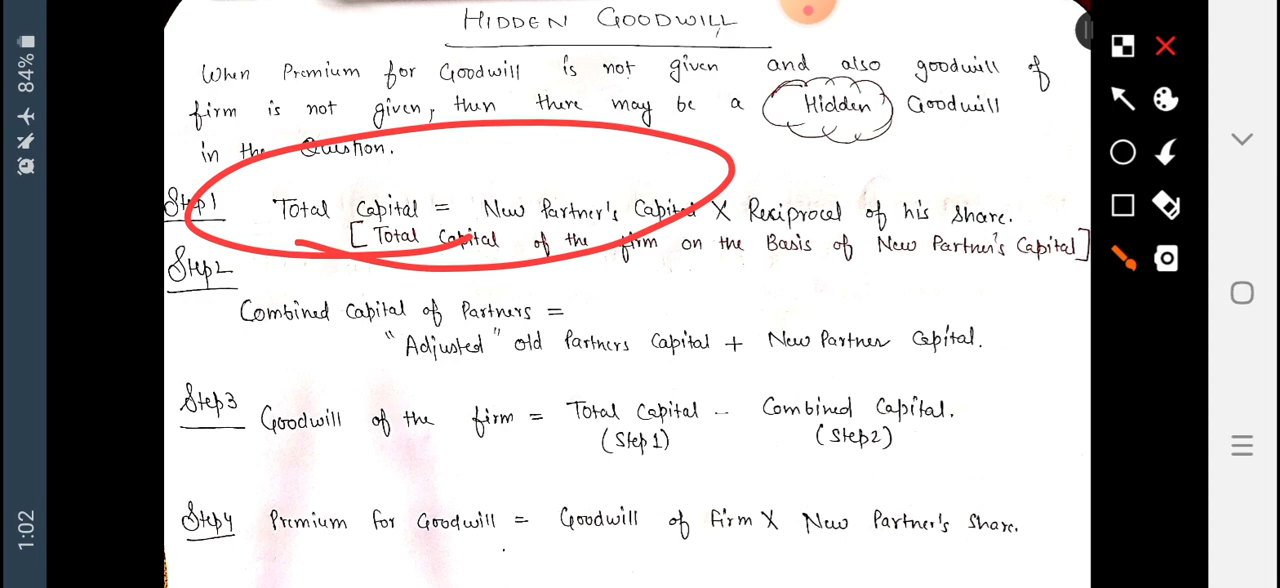 HIDDEN GOODWILL
When Premium for Goodwill is not given and also goodwill of
firm is not given, then there may be a Hidden Goodwill
in the Question.
Step1 Total Capital = New Partner's Capital X Reciprocal of his share.
[Total Capital of the firm on the Basis of New Partner's Capital]
Step2
Combined Capital of Partners =
"Adjusted" old Partners Capital + New Partner Capital.
Step3 Goodwill of the firm = Total Capital - Combined Capital.
(Step1) (Step2)
Step4 Premium for Goodwill = Goodwill of firm X New Partner's Share.
84%
1:02